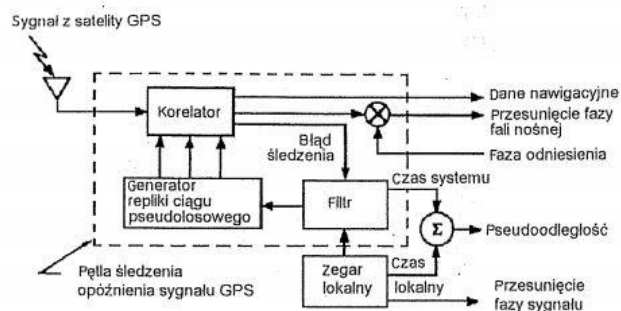 Sygnał z satelity GPS
Korelator
Dane nawigacyjne
Przesunięcie fazy
fali nośnej
Błąd
śledzenia
Faza odniesienia
Generator
repliki ciągu
pseudolosowego
Filtr
Czas systemu
Σ
Pseudoodległość
Pętla śledzenia
opóźnienia sygnału GPS
Zegar
lokalny
Czas
lokalny
Przesunięcie
fazy sygnału